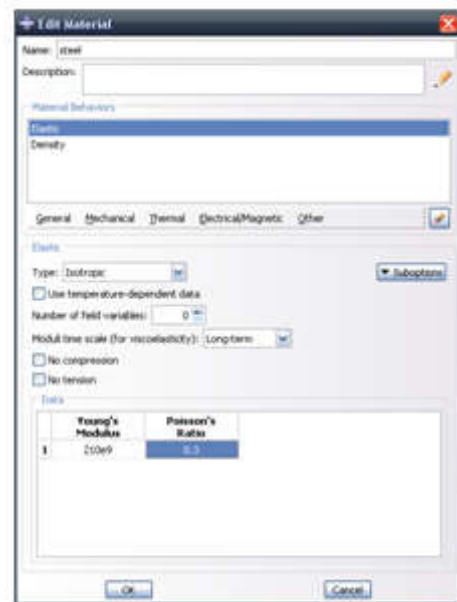 Edit Material
Name: steel
Description:
Material Behaviors
Elastic
Density
General Mechanical Thermal Electrical/Magnetic Other
Elastic
Type: Isotropic
Suboptions
Use temperature-dependent data
Number of field variables: 0
Moduli time scale (for viscoelasticity): Long-term
No compression
No tension
Data
Young's Modulus
Poisson's Ratio
1 210e9 0.3
OK Cancel